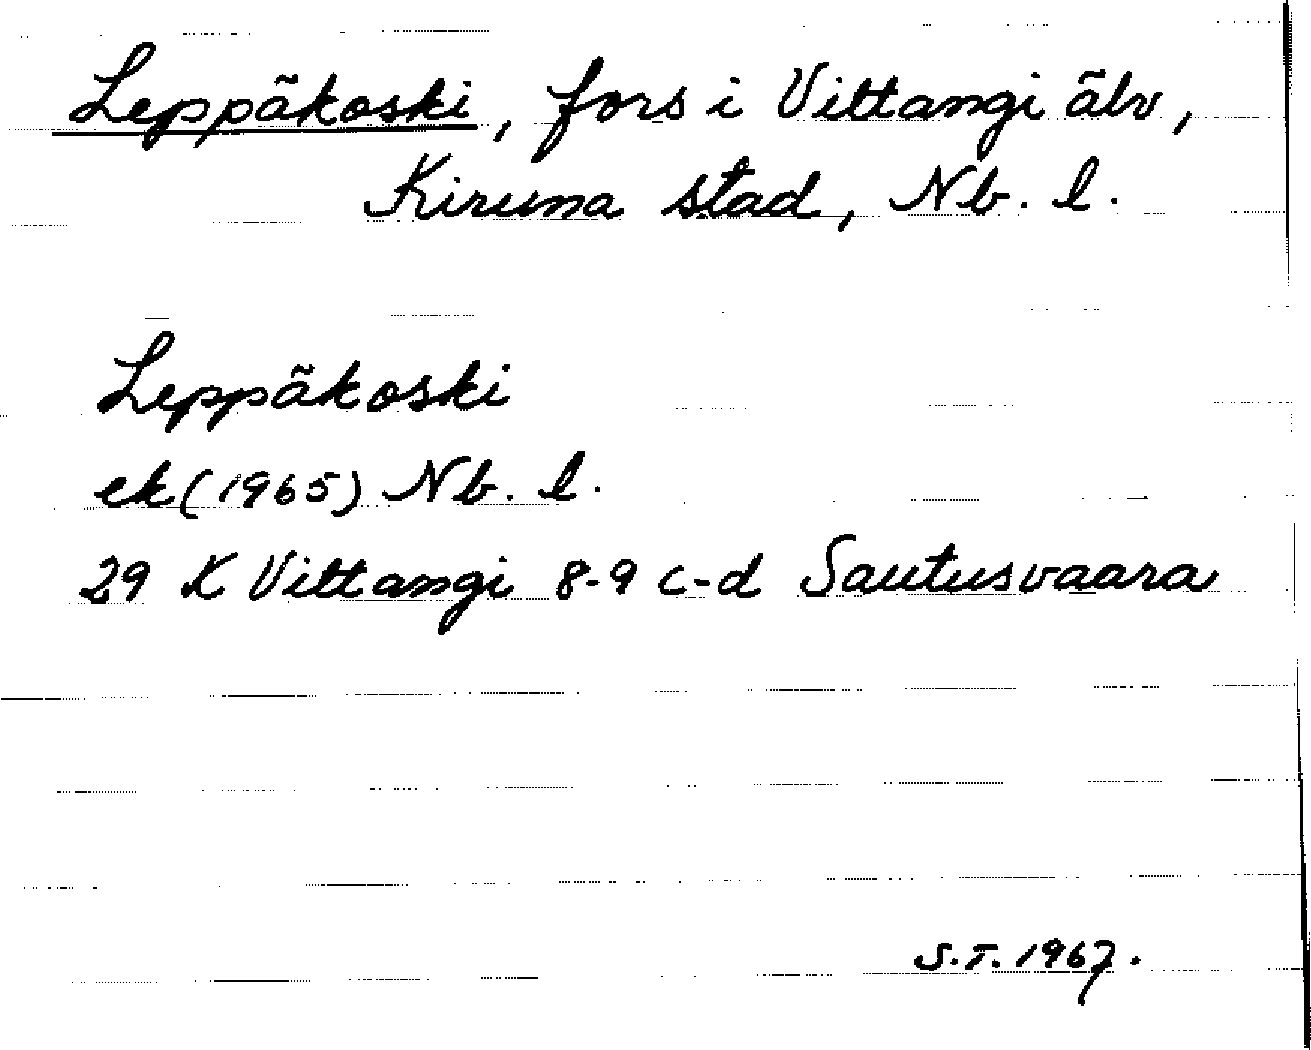 Leppäkoski, fors i Vittangi älv,
Kiruna stad, Nb. l.
Leppäkoski
ek (1965) Nb. l.
29 K Vittangi 8-9 c-d Sautusvaara
S.T. 1967.